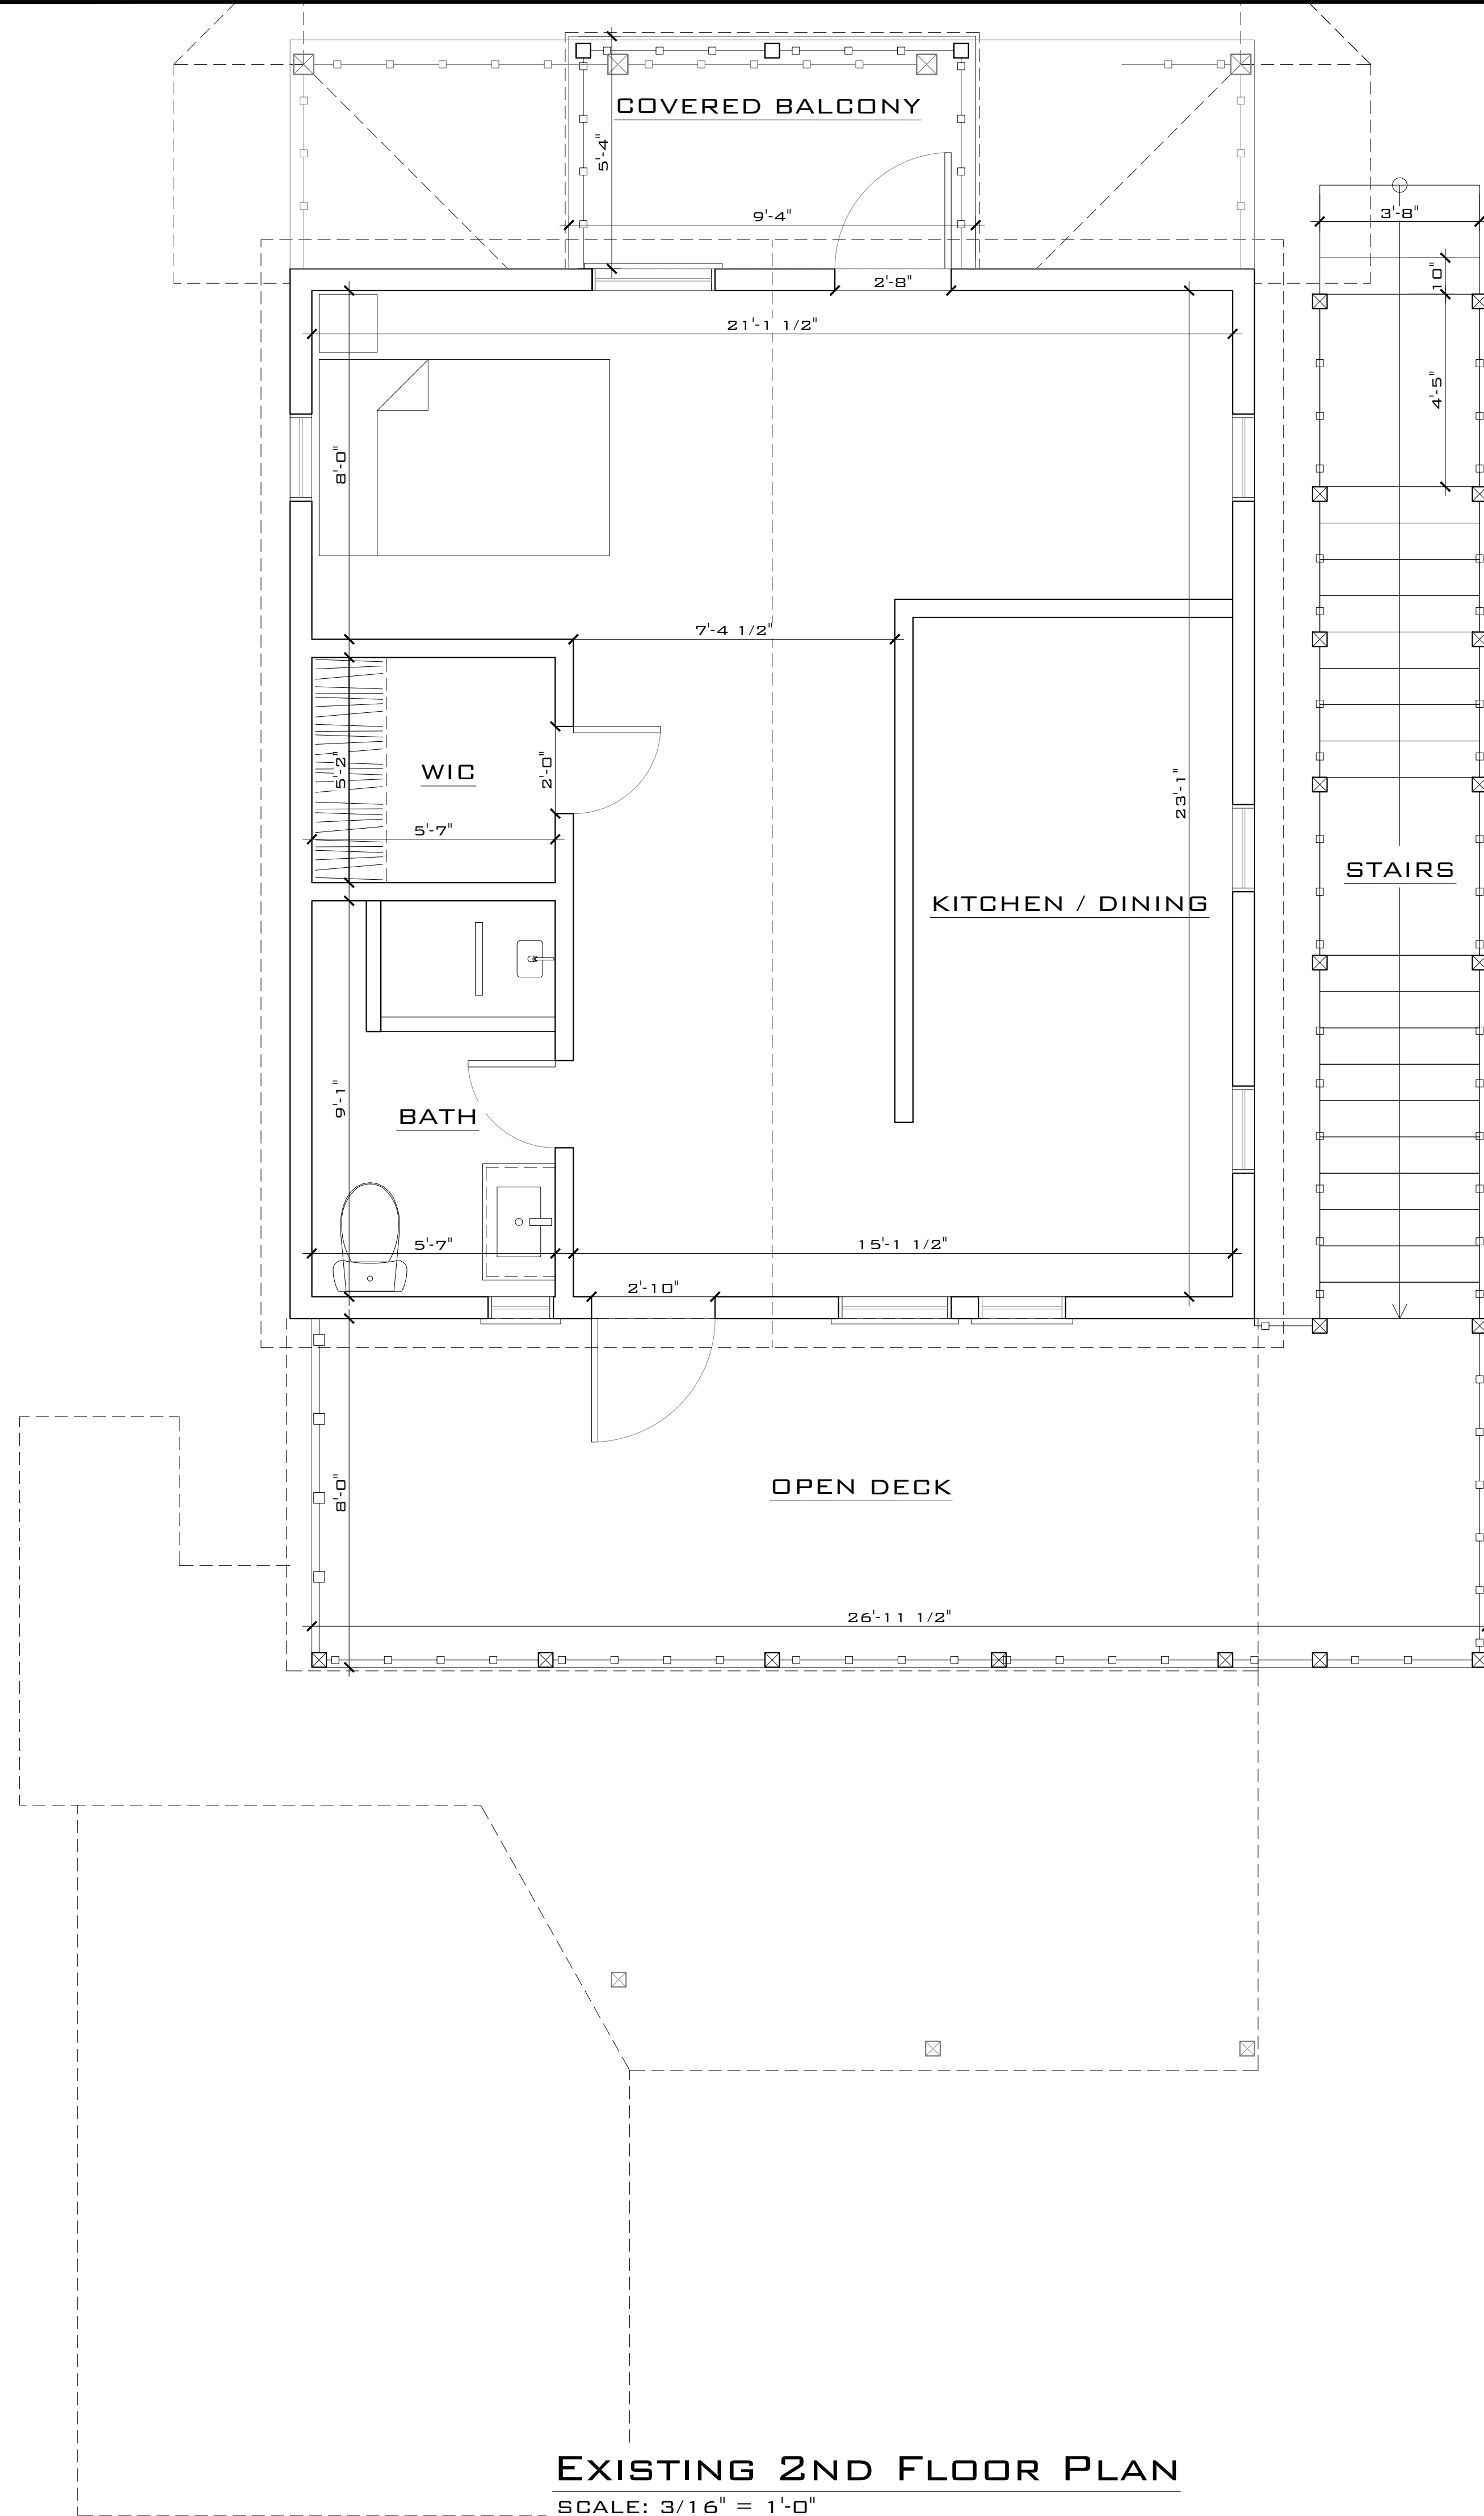 COVERED BALCONY
5'-4"
9'-4"
3'-8"
10"
2'-8"
21'-1 1/2"
4'-5"
8'-0"
7'-4 1/2"
WIC
5'-2"
2'-0"
23'-1"
5'-7"
STAIRS
KITCHEN / DINING
9'-1"
BATH
5'-7"
15'-1 1/2"
2'-10"
OPEN DECK
8'-0"
26'-11 1/2"
EXISTING 2ND FLOOR PLAN
SCALE: 3/16" = 1'-0"